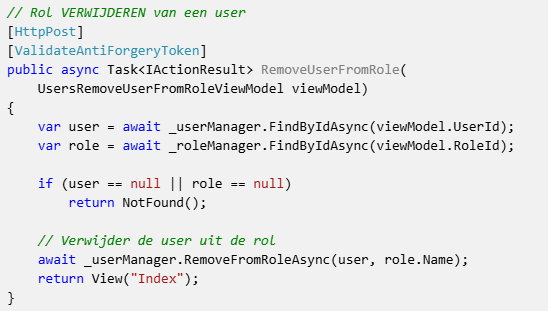 // Rol VERWIJDEREN van een user
[HttpPost]
[ValidateAntiForgeryToken]
public async Task<IActionResult> RemoveUserFromRole(
    UsersRemoveUserFromRoleViewModel viewModel)
{
    var user = await _userManager.FindByIdAsync(viewModel.UserId);
    var role = await _roleManager.FindByIdAsync(viewModel.RoleId);

    if (user == null || role == null)
        return NotFound();

    // Verwijder de user uit de rol
    await _userManager.RemoveFromRoleAsync(user, role.Name);
    return View("Index");
}